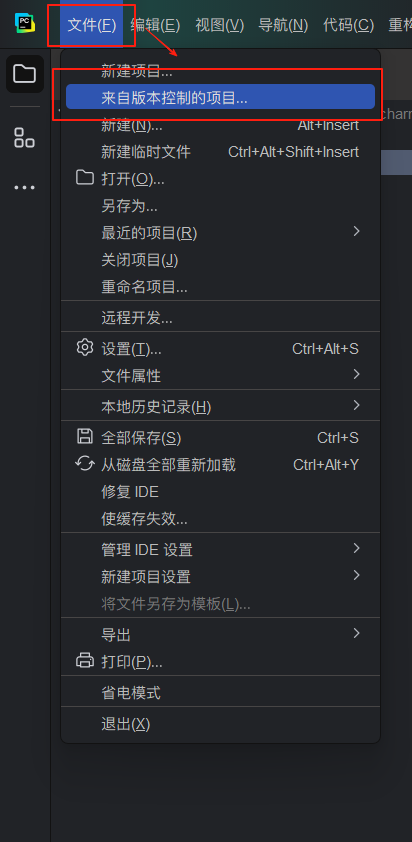 PC
文件(F) 编辑(E) 视图(V) 导航(N) 代码(C) 重构
新建项目...
来自版本控制的项目...
charm
新建(N)... Alt+Insert
新建临时文件 Ctrl+Alt+Shift+Insert
打开(O)...
另存为...
最近的项目(R)
关闭项目(J)
重命名项目...
远程开发...
设置(T)... Ctrl+Alt+S
文件属性
本地历史记录(H)
全部保存(S) Ctrl+S
从磁盘全部重新加载 Ctrl+Alt+Y
修复 IDE
使缓存失效...
管理 IDE 设置
新建项目设置
将文件另存为模板(L)...
导出
打印(P)...
省电模式
退出(X)